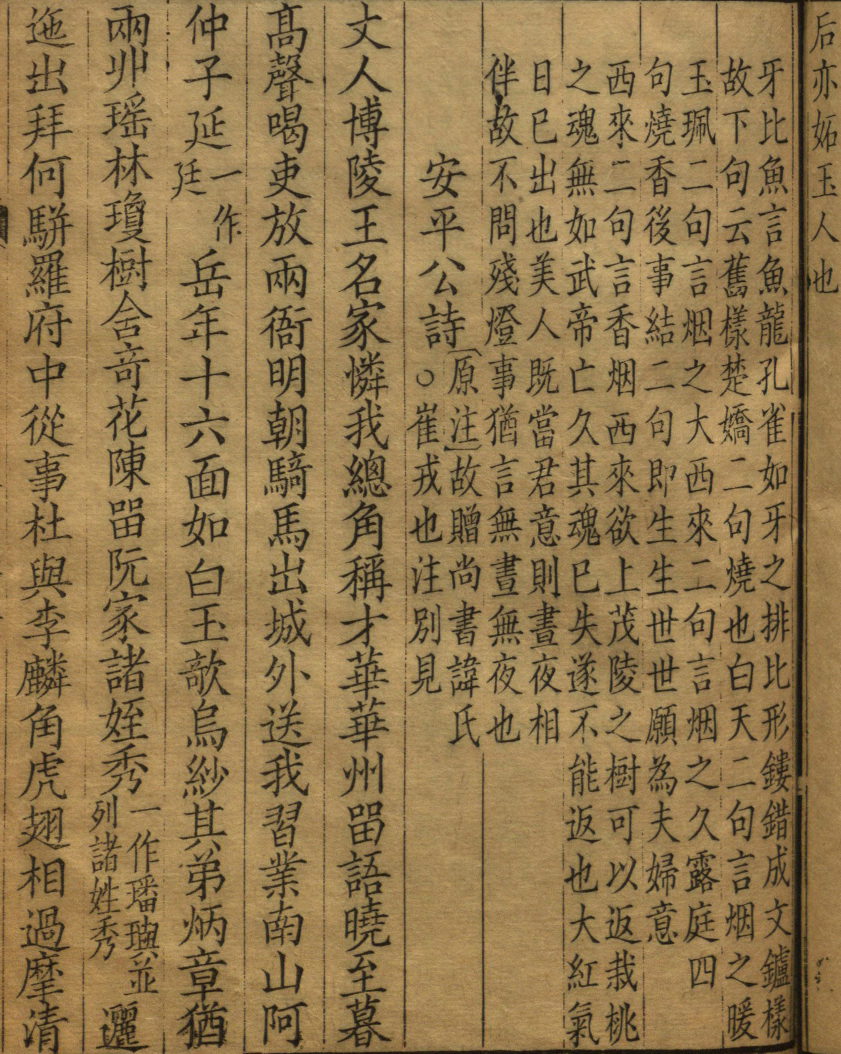 后亦妬玉人也
牙比魚言魚龍孔雀如牙之排比形鏤錯成文鑪樣
故下句云舊樣楚嬌二句燒也白天二句言烟之暖
玉珮二句言烟之大西來二句言烟之久露庭四
句燒香後事結二句即生生世世願為夫婦意
西來二句言香烟西來欲上茂陵之樹可以返栽桃
之魂無如武帝亡久其魂已失遂不能返也大紅氣
日已出也美人既當君意則晝夜相
伴故不問殘燈事猶言無晝無夜也
安平公詩
〔原注〕故贈尚書諱氏
○崔戎也注別見
丈人博陵王名家憐我總角稱才華華州畱語曉至暮
髙聲喝吏放兩衙明朝騎馬出城外送我習業南山阿
仲子延
一作
廷
岳年十六面如白玉欹烏紗其弟炳章猶
兩丱瑶林瓊樹含奇花陳畱阮家諸姪秀
一作璠璵並
列諸姓秀
邐
迤出拜何駢羅府中從事杜與李麟角虎翅相過摩清